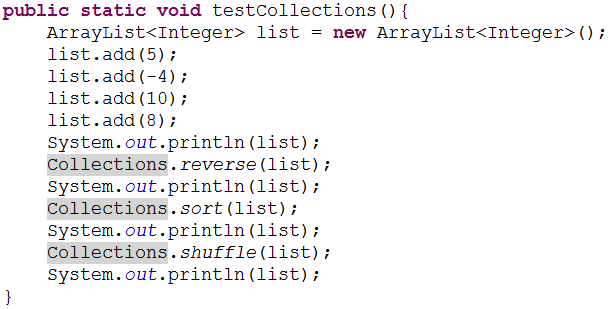 public static void testCollections(){
    ArrayList<Integer> list = new ArrayList<Integer>();
    list.add(5);
    list.add(-4);
    list.add(10);
    list.add(8);
    System.out.println(list);
    Collections.reverse(list);
    System.out.println(list);
    Collections.sort(list);
    System.out.println(list);
    Collections.shuffle(list);
    System.out.println(list);
}